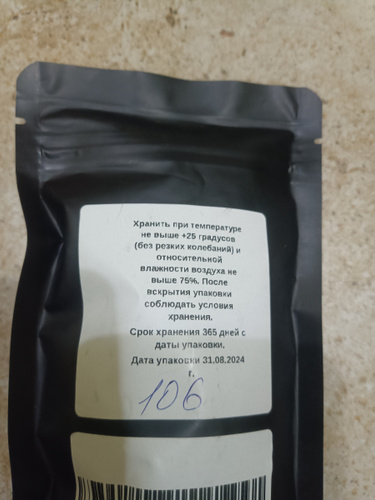 Хранить при температуре
не выше +25 градусов
(без резких колебаний) и
относительной
влажности воздуха не
выше 75%. После
вскрытия упаковки
соблюдать условия
хранения.
Срок хранения 365 дней с
даты упаковки.
Дата упаковки 31.08.2024
г.
106